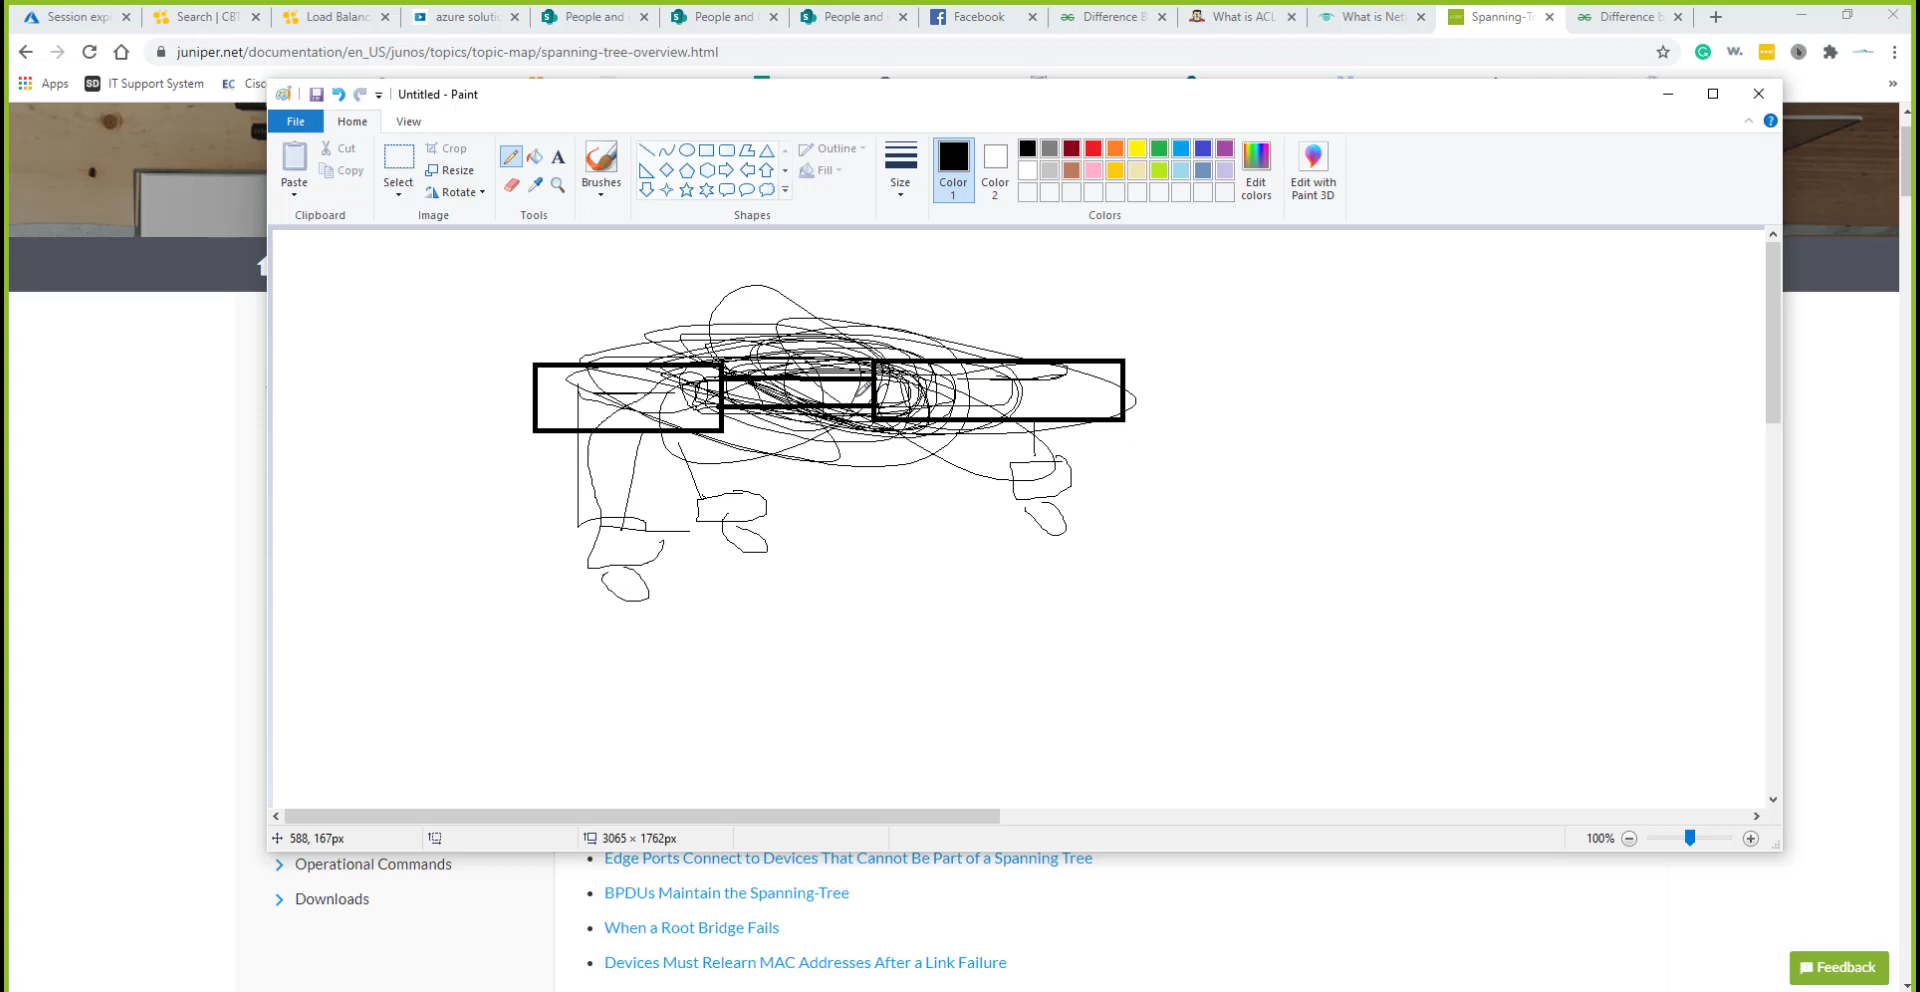 Session exp
Search | CBT
Load Balanc
azure soluti
People and
People and
People and
Facebook
Difference B
What is ACL
What is Net
Spanning-Tr
Difference b
juniper.net/documentation/en_US/junos/topics/topic-map/spanning-tree-overview.html
w.
Apps
SD
IT Support System
EC
Cisc
»
Untitled - Paint
File
Home
View
Paste
Cut
Copy
Clipboard
Select
Crop
Resize
Rotate
Image
A
Tools
Brushes
Shapes
Outline
Fill
Size
Color 1
Color 2
Edit colors
Edit with Paint 3D
Colors
588, 167px
3065 × 1762px
100%
Operational Commands
Downloads
Edge Ports Connect to Devices That Cannot Be Part of a Spanning Tree
BPDUs Maintain the Spanning-Tree
When a Root Bridge Fails
Devices Must Relearn MAC Addresses After a Link Failure
Feedback